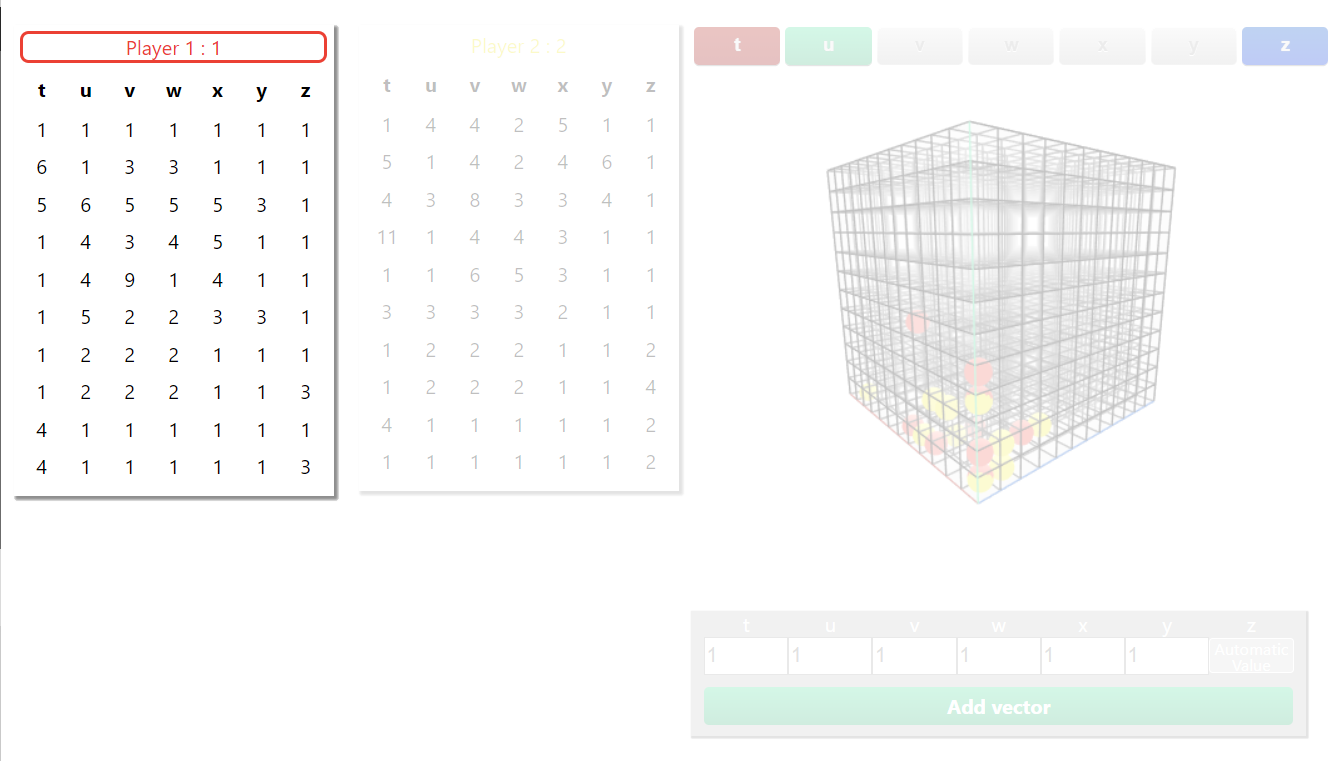 Player 1 : 1
t u v w x y z
1 1 1 1 1 1 1
6 1 3 3 1 1 1
5 6 5 5 5 3 1
1 4 3 4 5 1 1
1 4 9 1 4 1 1
1 5 2 2 3 3 1
1 2 2 2 1 1 1
1 2 2 2 1 1 3
4 1 1 1 1 1 1
4 1 1 1 1 1 3
Player 2 : 2
t u v w x y z
1 4 4 2 5 1 1
5 1 4 2 4 6 1
4 3 8 3 3 4 1
11 1 4 4 3 1 1
1 1 6 5 3 1 1
3 3 3 3 2 1 1
1 2 2 2 1 1 2
1 2 2 2 1 1 4
4 1 1 1 1 1 2
1 1 1 1 1 1 2
t u v w x y z
t u v w x y z
1 1 1 1 1 1 Automatic
Value
Add vector